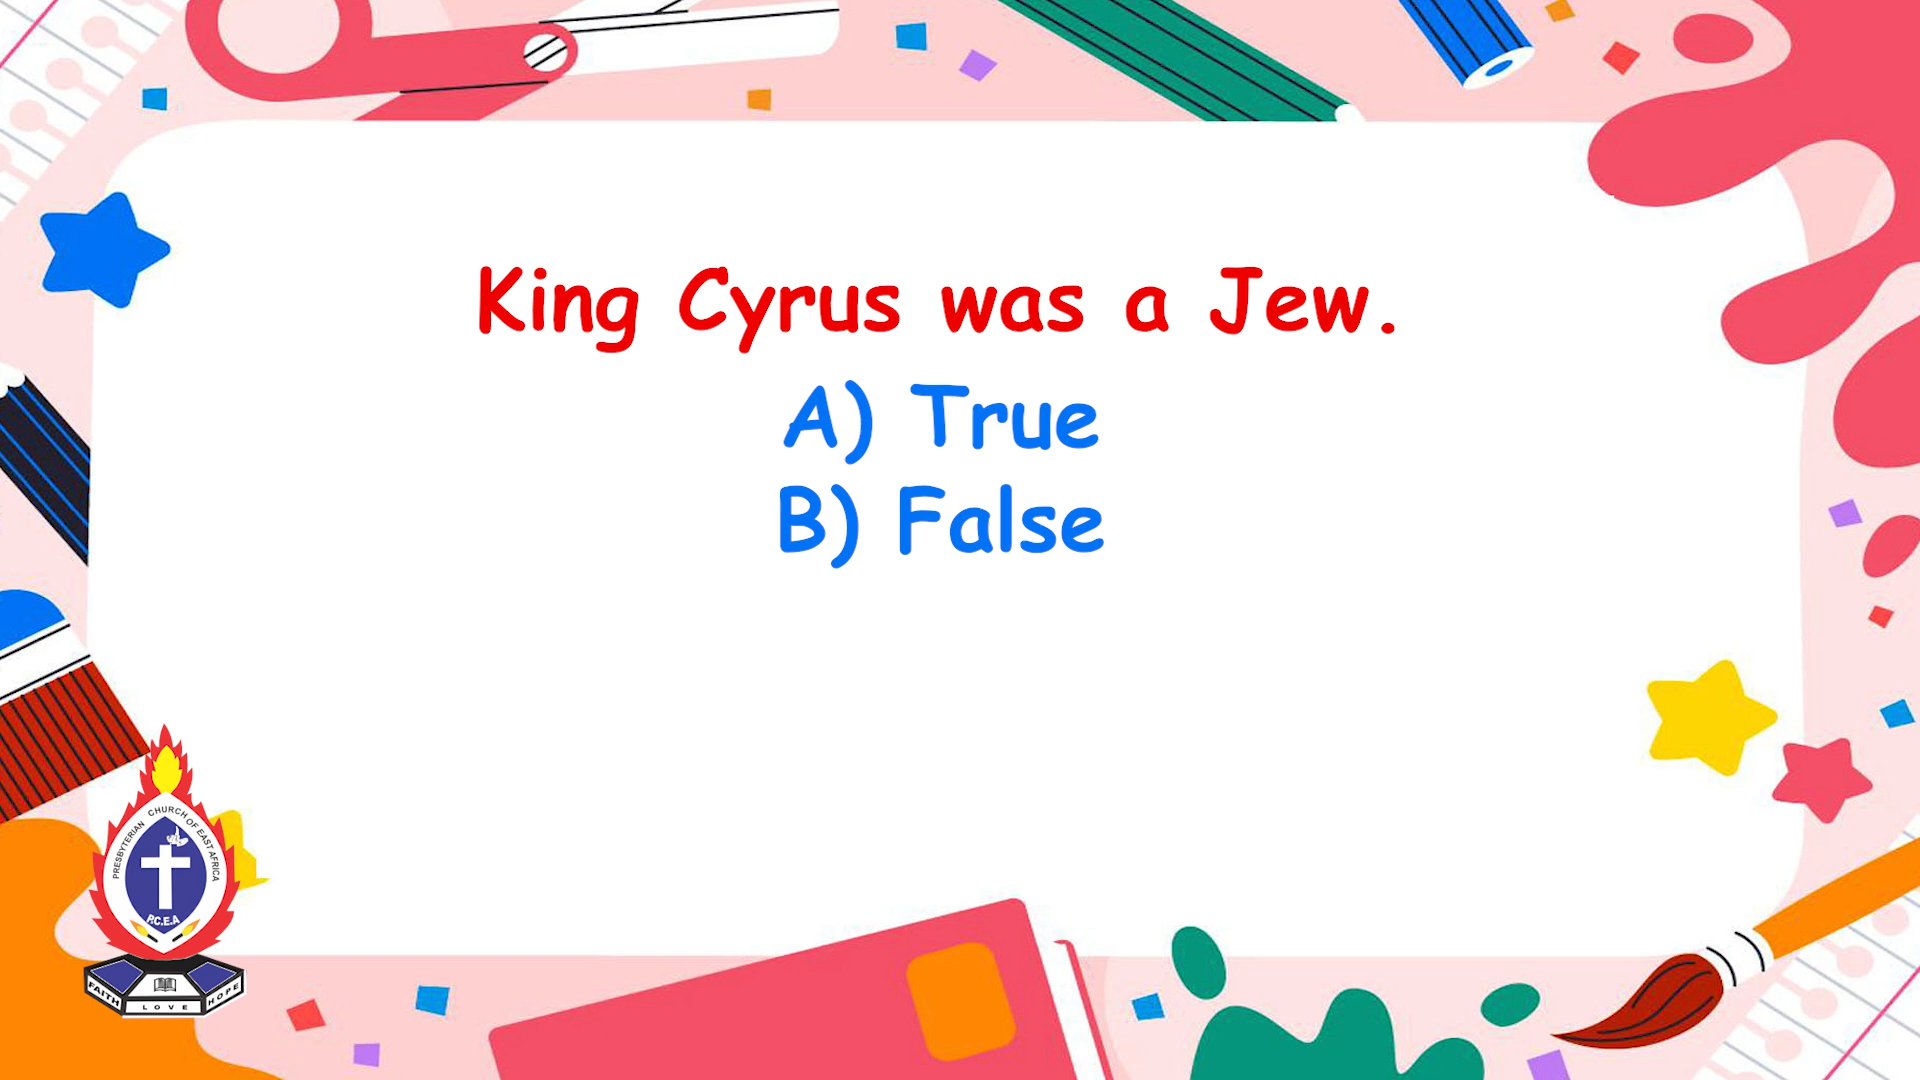 King Cyrus was a Jew.
A) True
B) False
PRESBYTERIAN CHURCH OF EAST AFRICA
P.C.E.A
FAITH
LOVE
HOPE